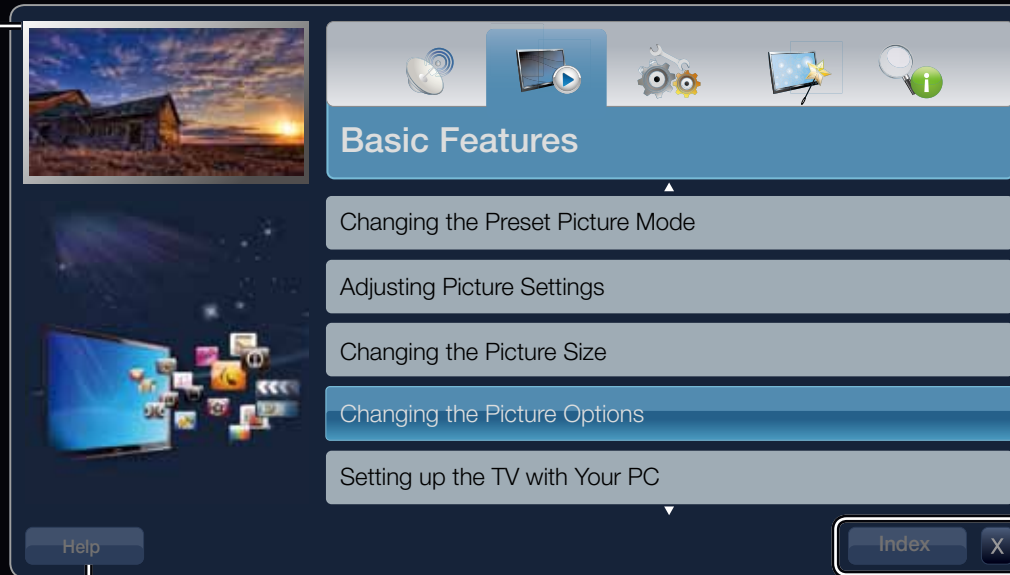 Basic Features
Changing the Preset Picture Mode
Adjusting Picture Settings
Changing the Picture Size
Changing the Picture Options
Setting up the TV with Your PC
Help
Index
X